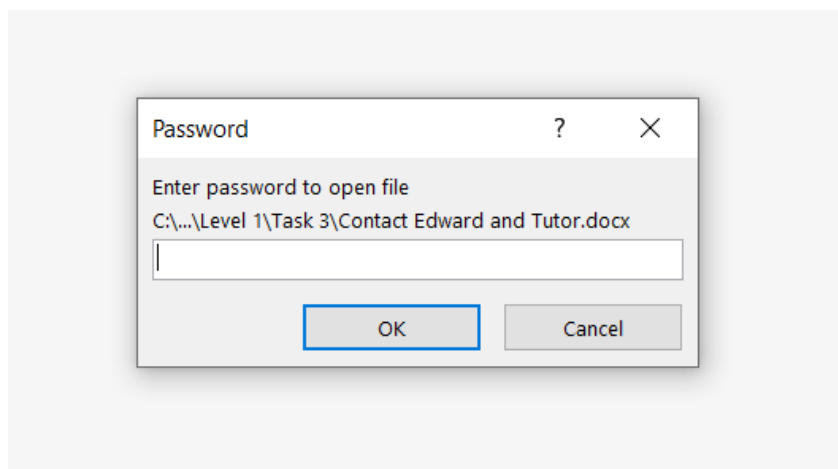 Password
Enter password to open file
C:\...\Level 1\Task 3\Contact Edward and Tutor.docx
OK Cancel